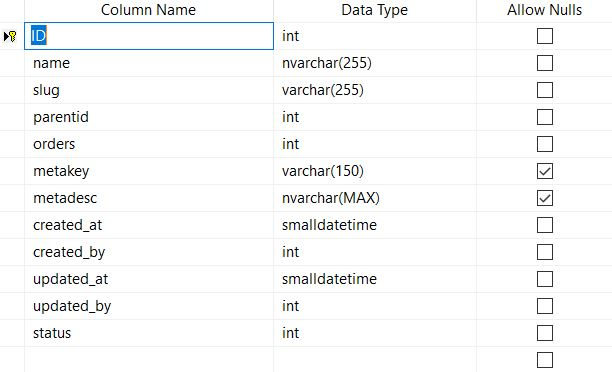 Column Name Data Type Allow Nulls
ID int
name nvarchar(255)
slug varchar(255)
parentid int
orders int
metakey varchar(150)
metadesc nvarchar(MAX)
created_at smalldatetime
created_by int
updated_at smalldatetime
updated_by int
status int